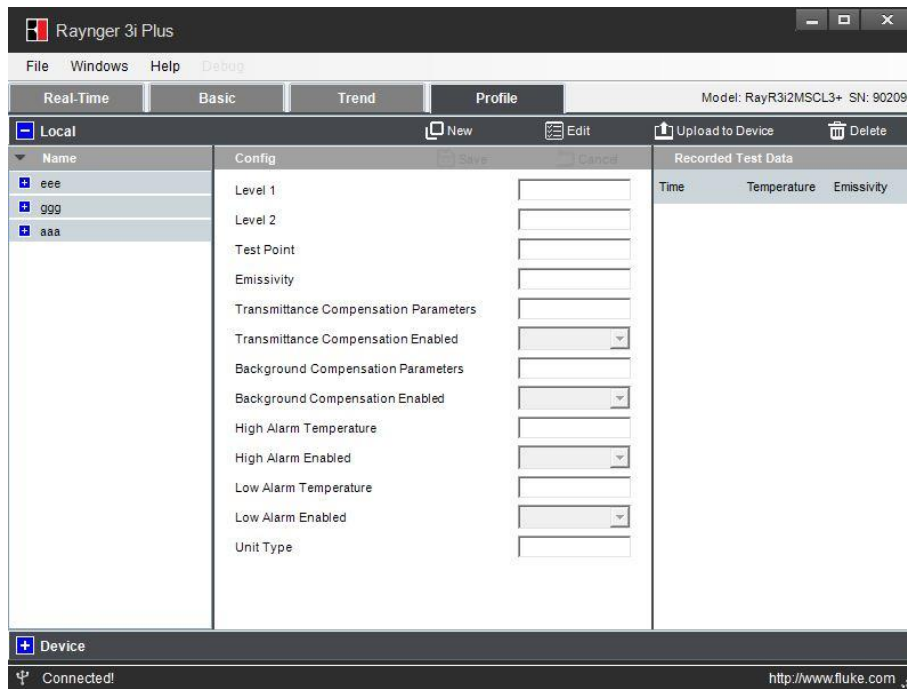 Raynger 3i Plus
File Windows Help Debug
Real-Time Basic Trend Profile Model: RayR3i2MSCL3+ SN: 90209
Local New Edit Upload to Device Delete
Name Config Save Cancel Recorded Test Data
eee Level 1 Time Temperature Emissivity
ggg Level 2
aaa Test Point
Emissivity
Transmittance Compensation Parameters
Transmittance Compensation Enabled
Background Compensation Parameters
Background Compensation Enabled
High Alarm Temperature
High Alarm Enabled
Low Alarm Temperature
Low Alarm Enabled
Unit Type
Device
Connected! http://www.fluke.com